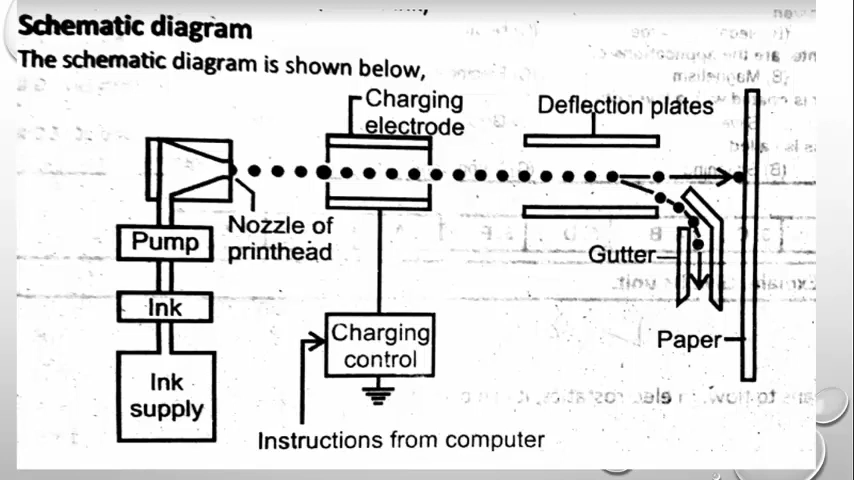 Schematic diagram
The schematic diagram is shown below,
Charging
electrode
Deflection plates
Nozzle of
printhead
Pump
Gutter
Ink
Charging
control
Paper
Ink
supply
Instructions from computer